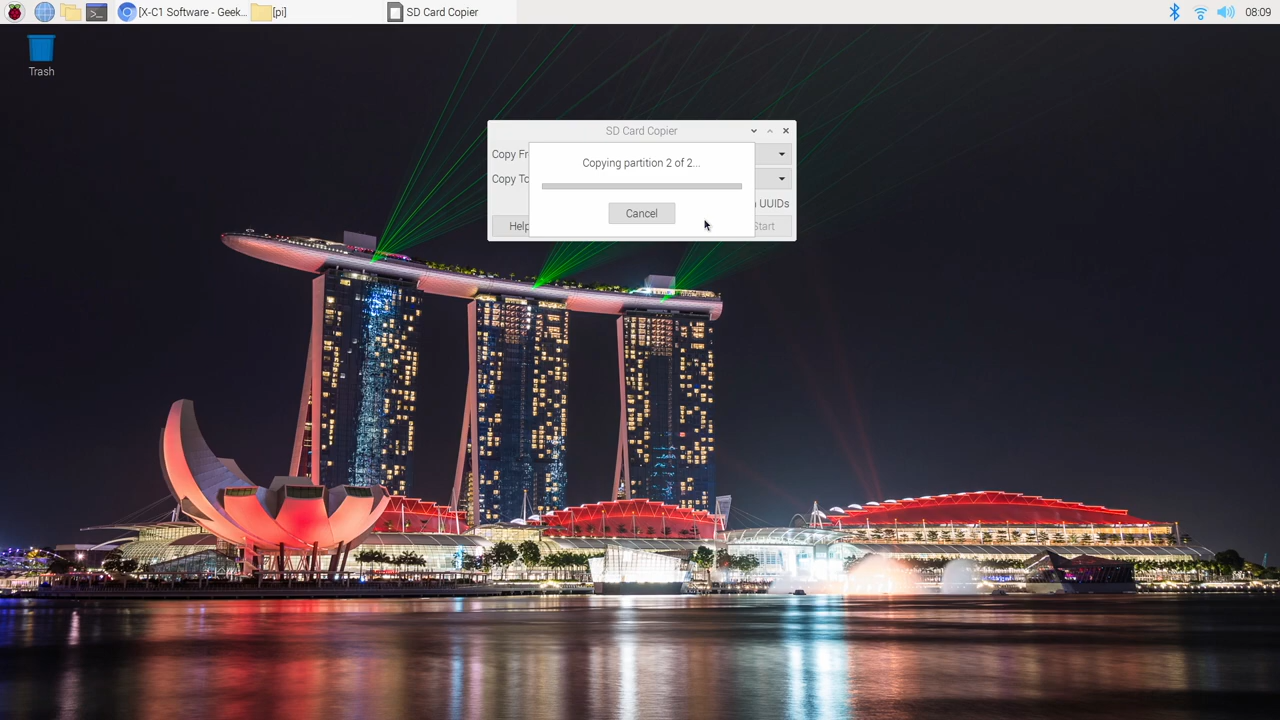 [X-C1 Software - Geek...
[pi]
SD Card Copier
08:09
Trash
SD Card Copier
Copying partition 2 of 2...
Copy Fr
Copy To
UUIDs
Cancel
Help
Start